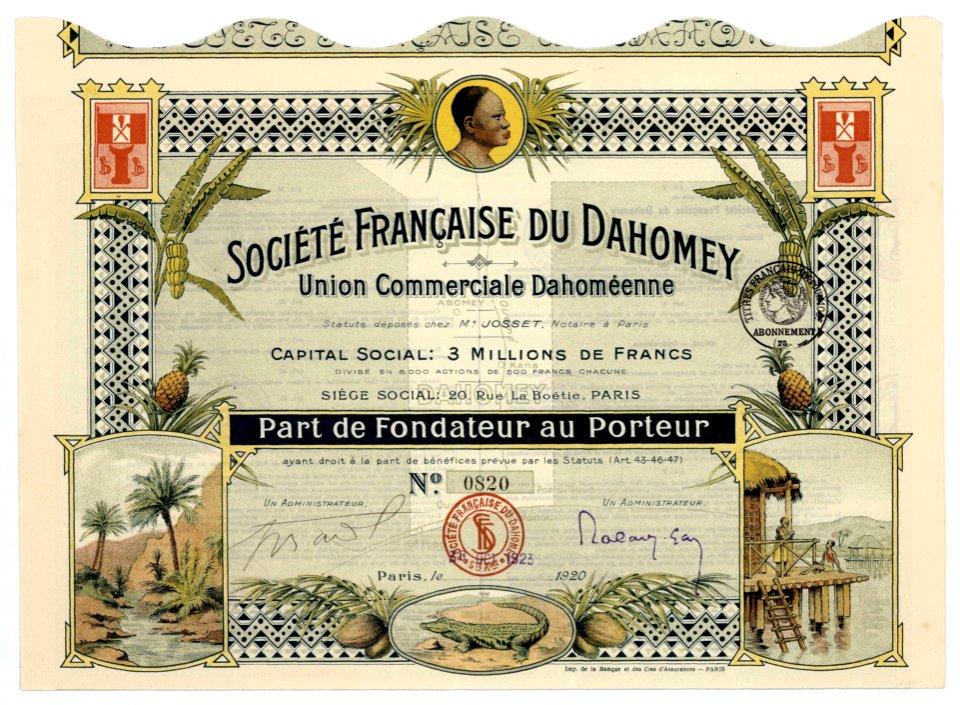 SOCIÉTÉ FRANÇAISE DU DAHOMEY
Union Commerciale Dahoméenne
ABOMEY
Statuts déposés chez Mᵉ JOSSET, Notaire à Paris
TITRES FRANÇAIS
ABONNEMENT
CAPITAL SOCIAL: 3 MILLIONS DE FRANCS
DIVISÉ EN 6.000 ACTIONS DE 500 FRANCS CHACUNE
DAHOMEY
SIÈGE SOCIAL: 20, Rue La Boëtie, PARIS
Part de Fondateur au Porteur
ayant droit à la part de bénéfices prévue par les Statuts (Art. 43-46-47)
Nº 0820
UN ADMINISTRATEUR
UN ADMINISTRATEUR.
SOCIÉTÉ FRANÇAISE DU DAHOMEY
1923
Paris, le 1920
Imp. de la Banque et des Cies d'Assurances — PARIS